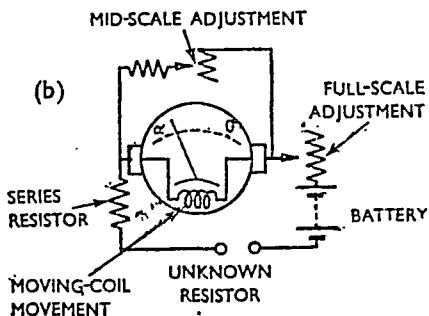 MID-SCALE ADJUSTMENT
(b)
FULL-SCALE
ADJUSTMENT
R
SERIES
RESISTOR
BATTERY
UNKNOWN
RESISTOR
MOVING-COIL
MOVEMENT